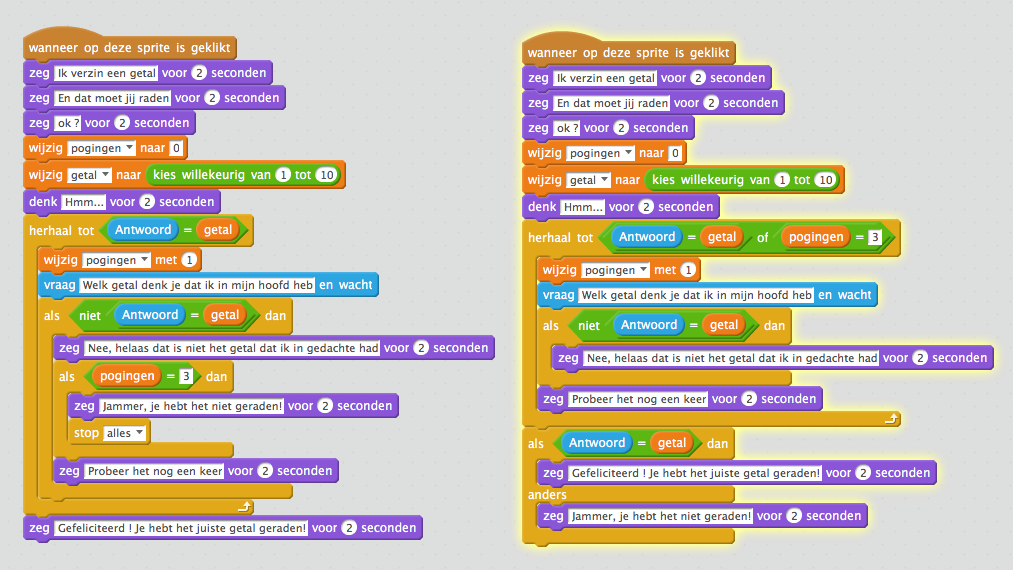 wanneer op deze sprite is geklikt
zeg Ik verzin een getal voor 2 seconden
zeg En dat moet jij raden voor 2 seconden
zeg ok ? voor 2 seconden
wijzig pogingen naar 0
wijzig getal naar kies willekeurig van 1 tot 10
denk Hmm... voor 2 seconden
herhaal tot Antwoord = getal
wijzig pogingen met 1
vraag Welk getal denk je dat ik in mijn hoofd heb en wacht
als niet Antwoord = getal dan
zeg Nee, helaas dat is niet het getal dat ik in gedachte had voor 2 seconden
als pogingen = 3 dan
zeg Jammer, je hebt het niet geraden! voor 2 seconden
stop alles
zeg Probeer het nog een keer voor 2 seconden
zeg Gefeliciteerd ! Je hebt het juiste getal geraden! voor 2 seconden
wanneer op deze sprite is geklikt
zeg Ik verzin een getal voor 2 seconden
zeg En dat moet jij raden voor 2 seconden
zeg ok ? voor 2 seconden
wijzig pogingen naar 0
wijzig getal naar kies willekeurig van 1 tot 10
denk Hmm... voor 2 seconden
herhaal tot Antwoord = getal of pogingen = 3
wijzig pogingen met 1
vraag Welk getal denk je dat ik in mijn hoofd heb en wacht
als niet Antwoord = getal dan
zeg Nee, helaas dat is niet het getal dat ik in gedachte had voor 2 seconden
zeg Probeer het nog een keer voor 2 seconden
als Antwoord = getal dan
zeg Gefeliciteerd ! Je hebt het juiste getal geraden! voor 2 seconden
anders
zeg Jammer, je hebt het niet geraden! voor 2 seconden